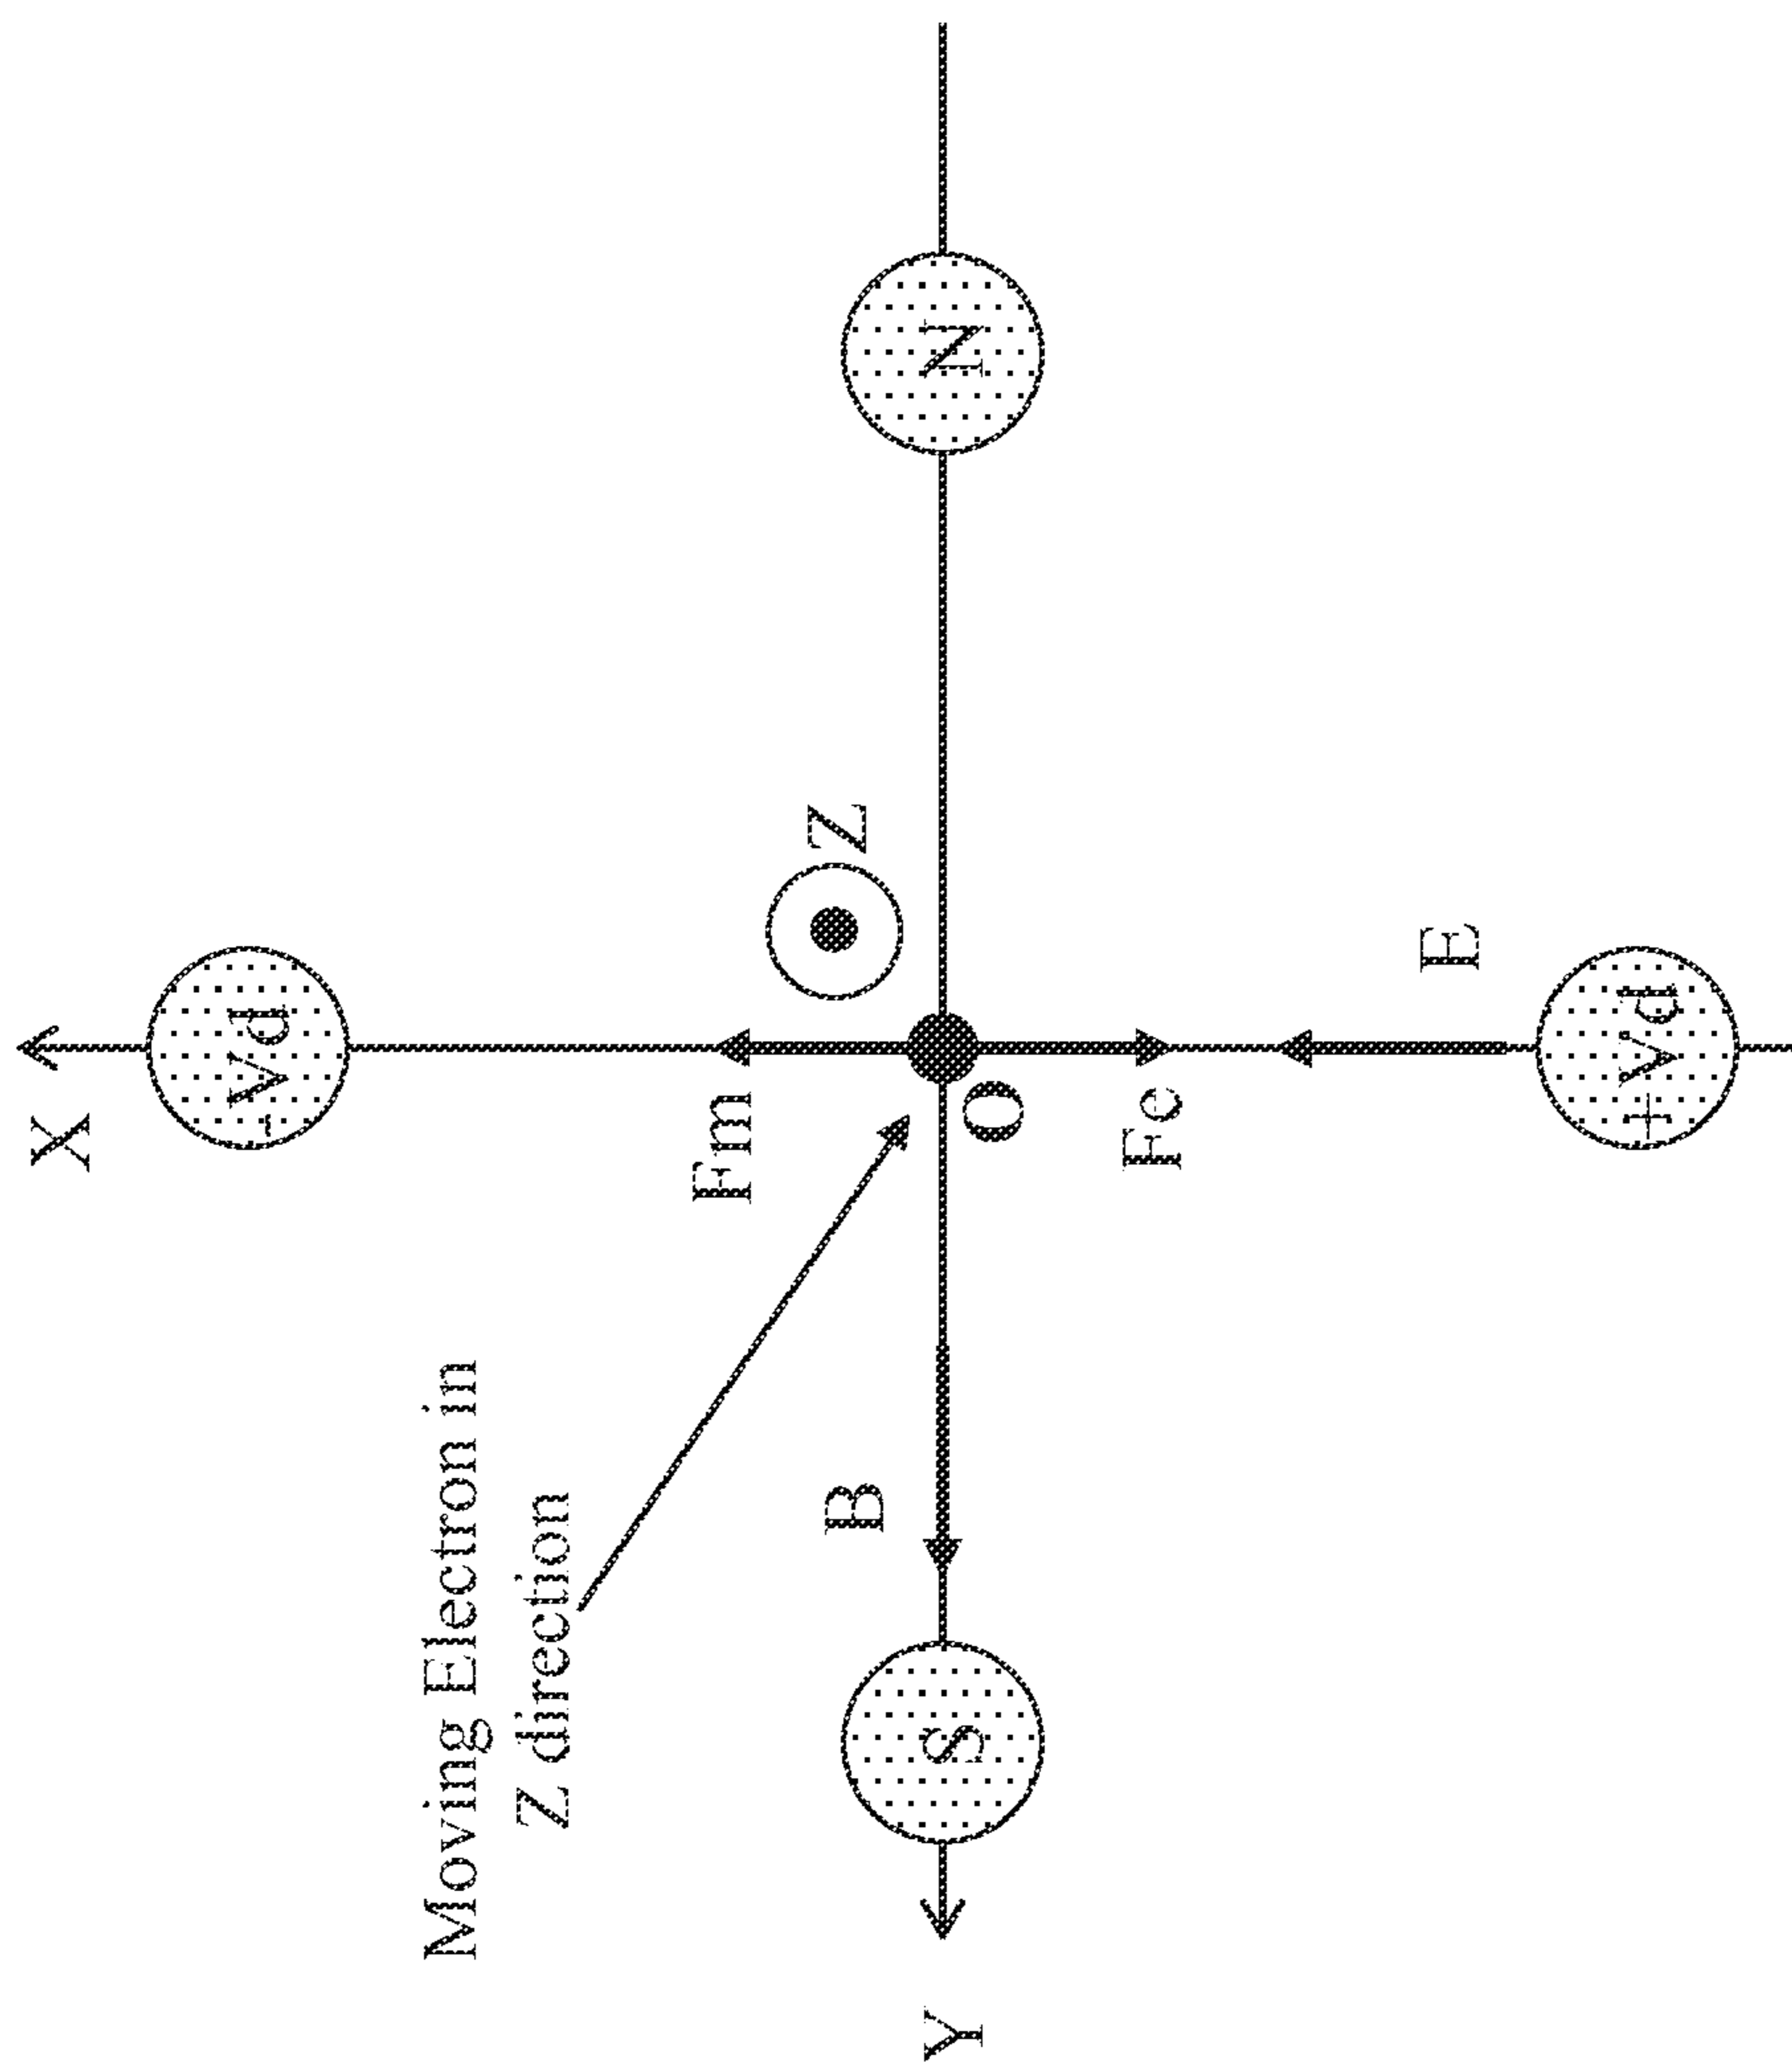 X
-Vd
Moving Electron in
Z direction
Fm
Z
B
Y
S
O
N
Fe
E
+Vd